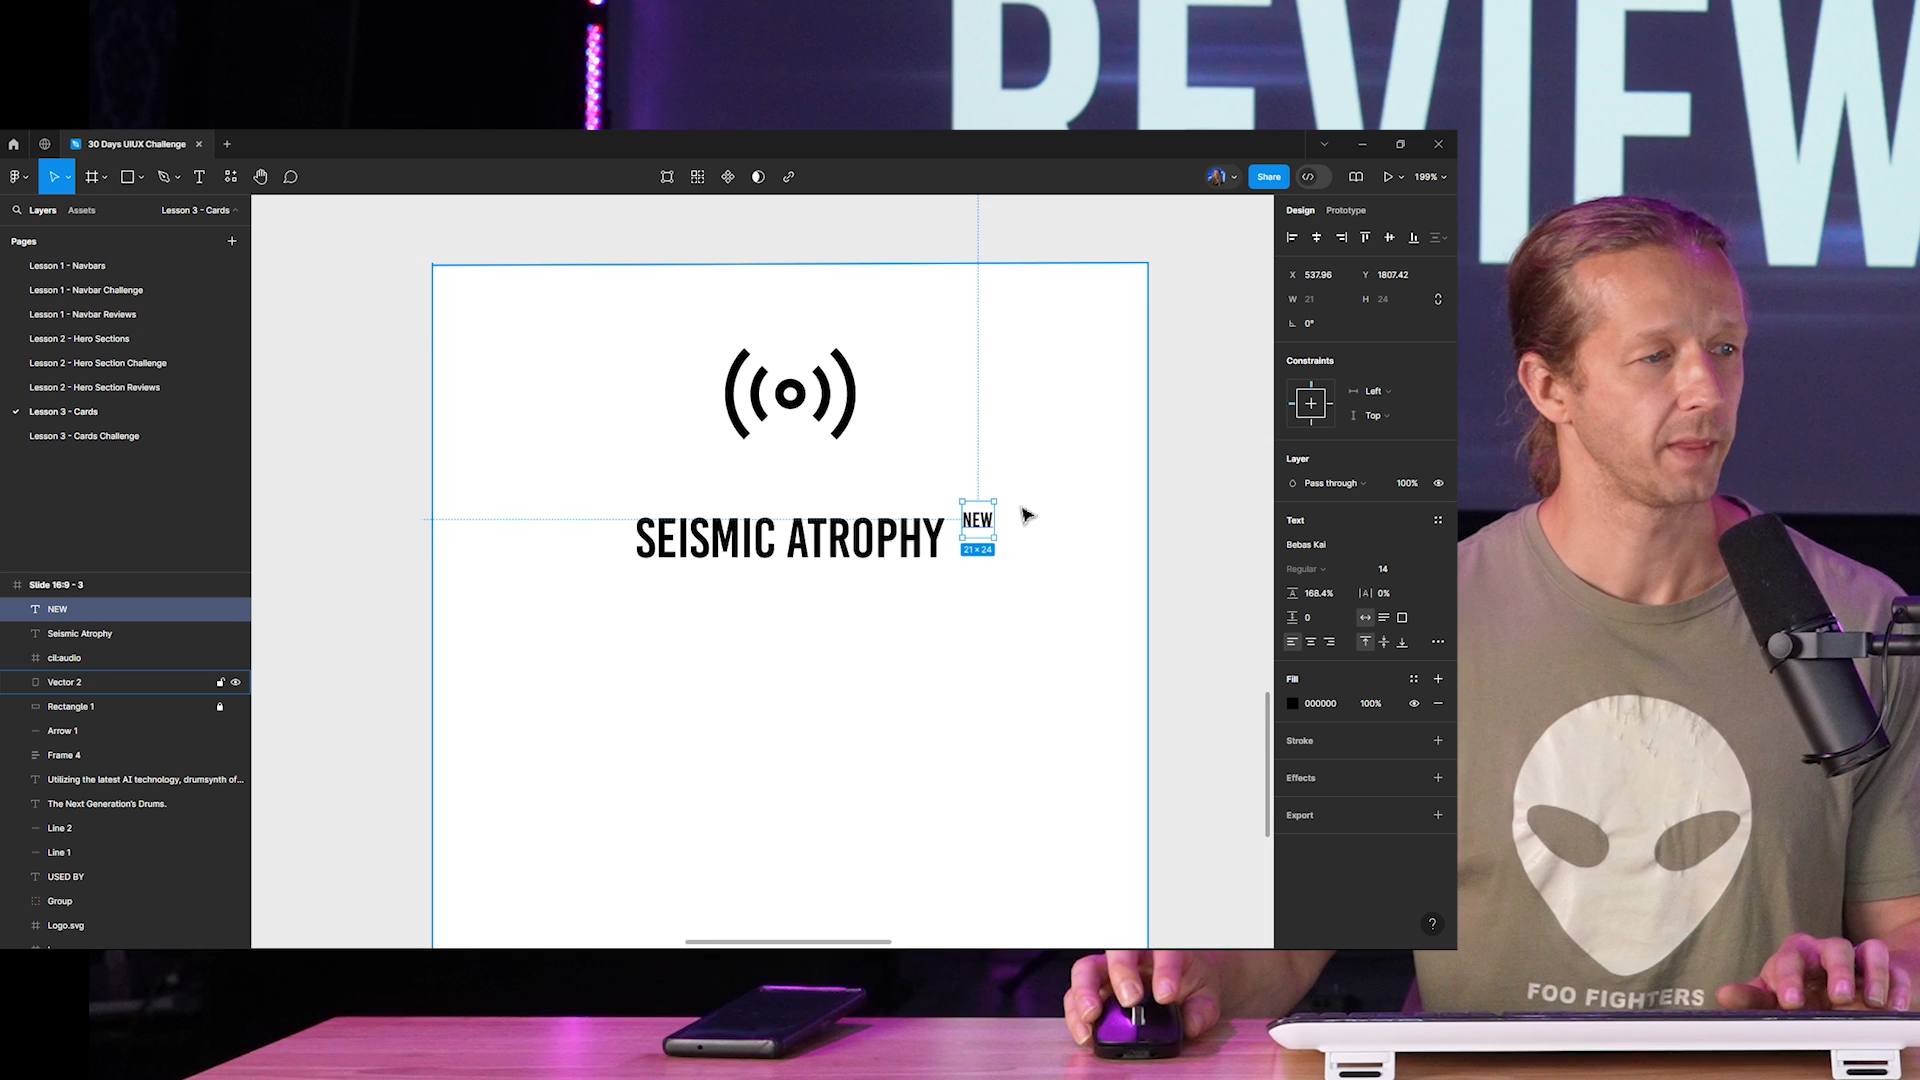 REVIEW
30 Days UIUX Challenge
Share
199%
Layers
Assets
Lesson 3 - Cards
Pages
Lesson 1 - Navbars
Lesson 1 - Navbar Challenge
Lesson 1 - Navbar Reviews
Lesson 2 - Hero Sections
Lesson 2 - Hero Section Challenge
Lesson 2 - Hero Section Reviews
Lesson 3 - Cards
Lesson 3 - Cards Challenge
Slide 16:9 - 3
NEW
Seismic Atrophy
cil:audio
Vector 2
Rectangle 1
Arrow 1
Frame 4
Utilizing the latest AI technology, drumsynth of...
The Next Generation's Drums.
Line 2
Line 1
USED BY
Group
Logo.svg
SEISMIC ATROPHY
NEW
21 × 24
Design
Prototype
X 537.96
Y 1807.42
W 21
H 24
0°
Constraints
Left
Top
Layer
Pass through
100%
Text
Bebas Kai
Regular
14
168.4%
|A| 0%
0
Fill
000000
100%
Stroke
Effects
Export
?
FOO FIGHTERS